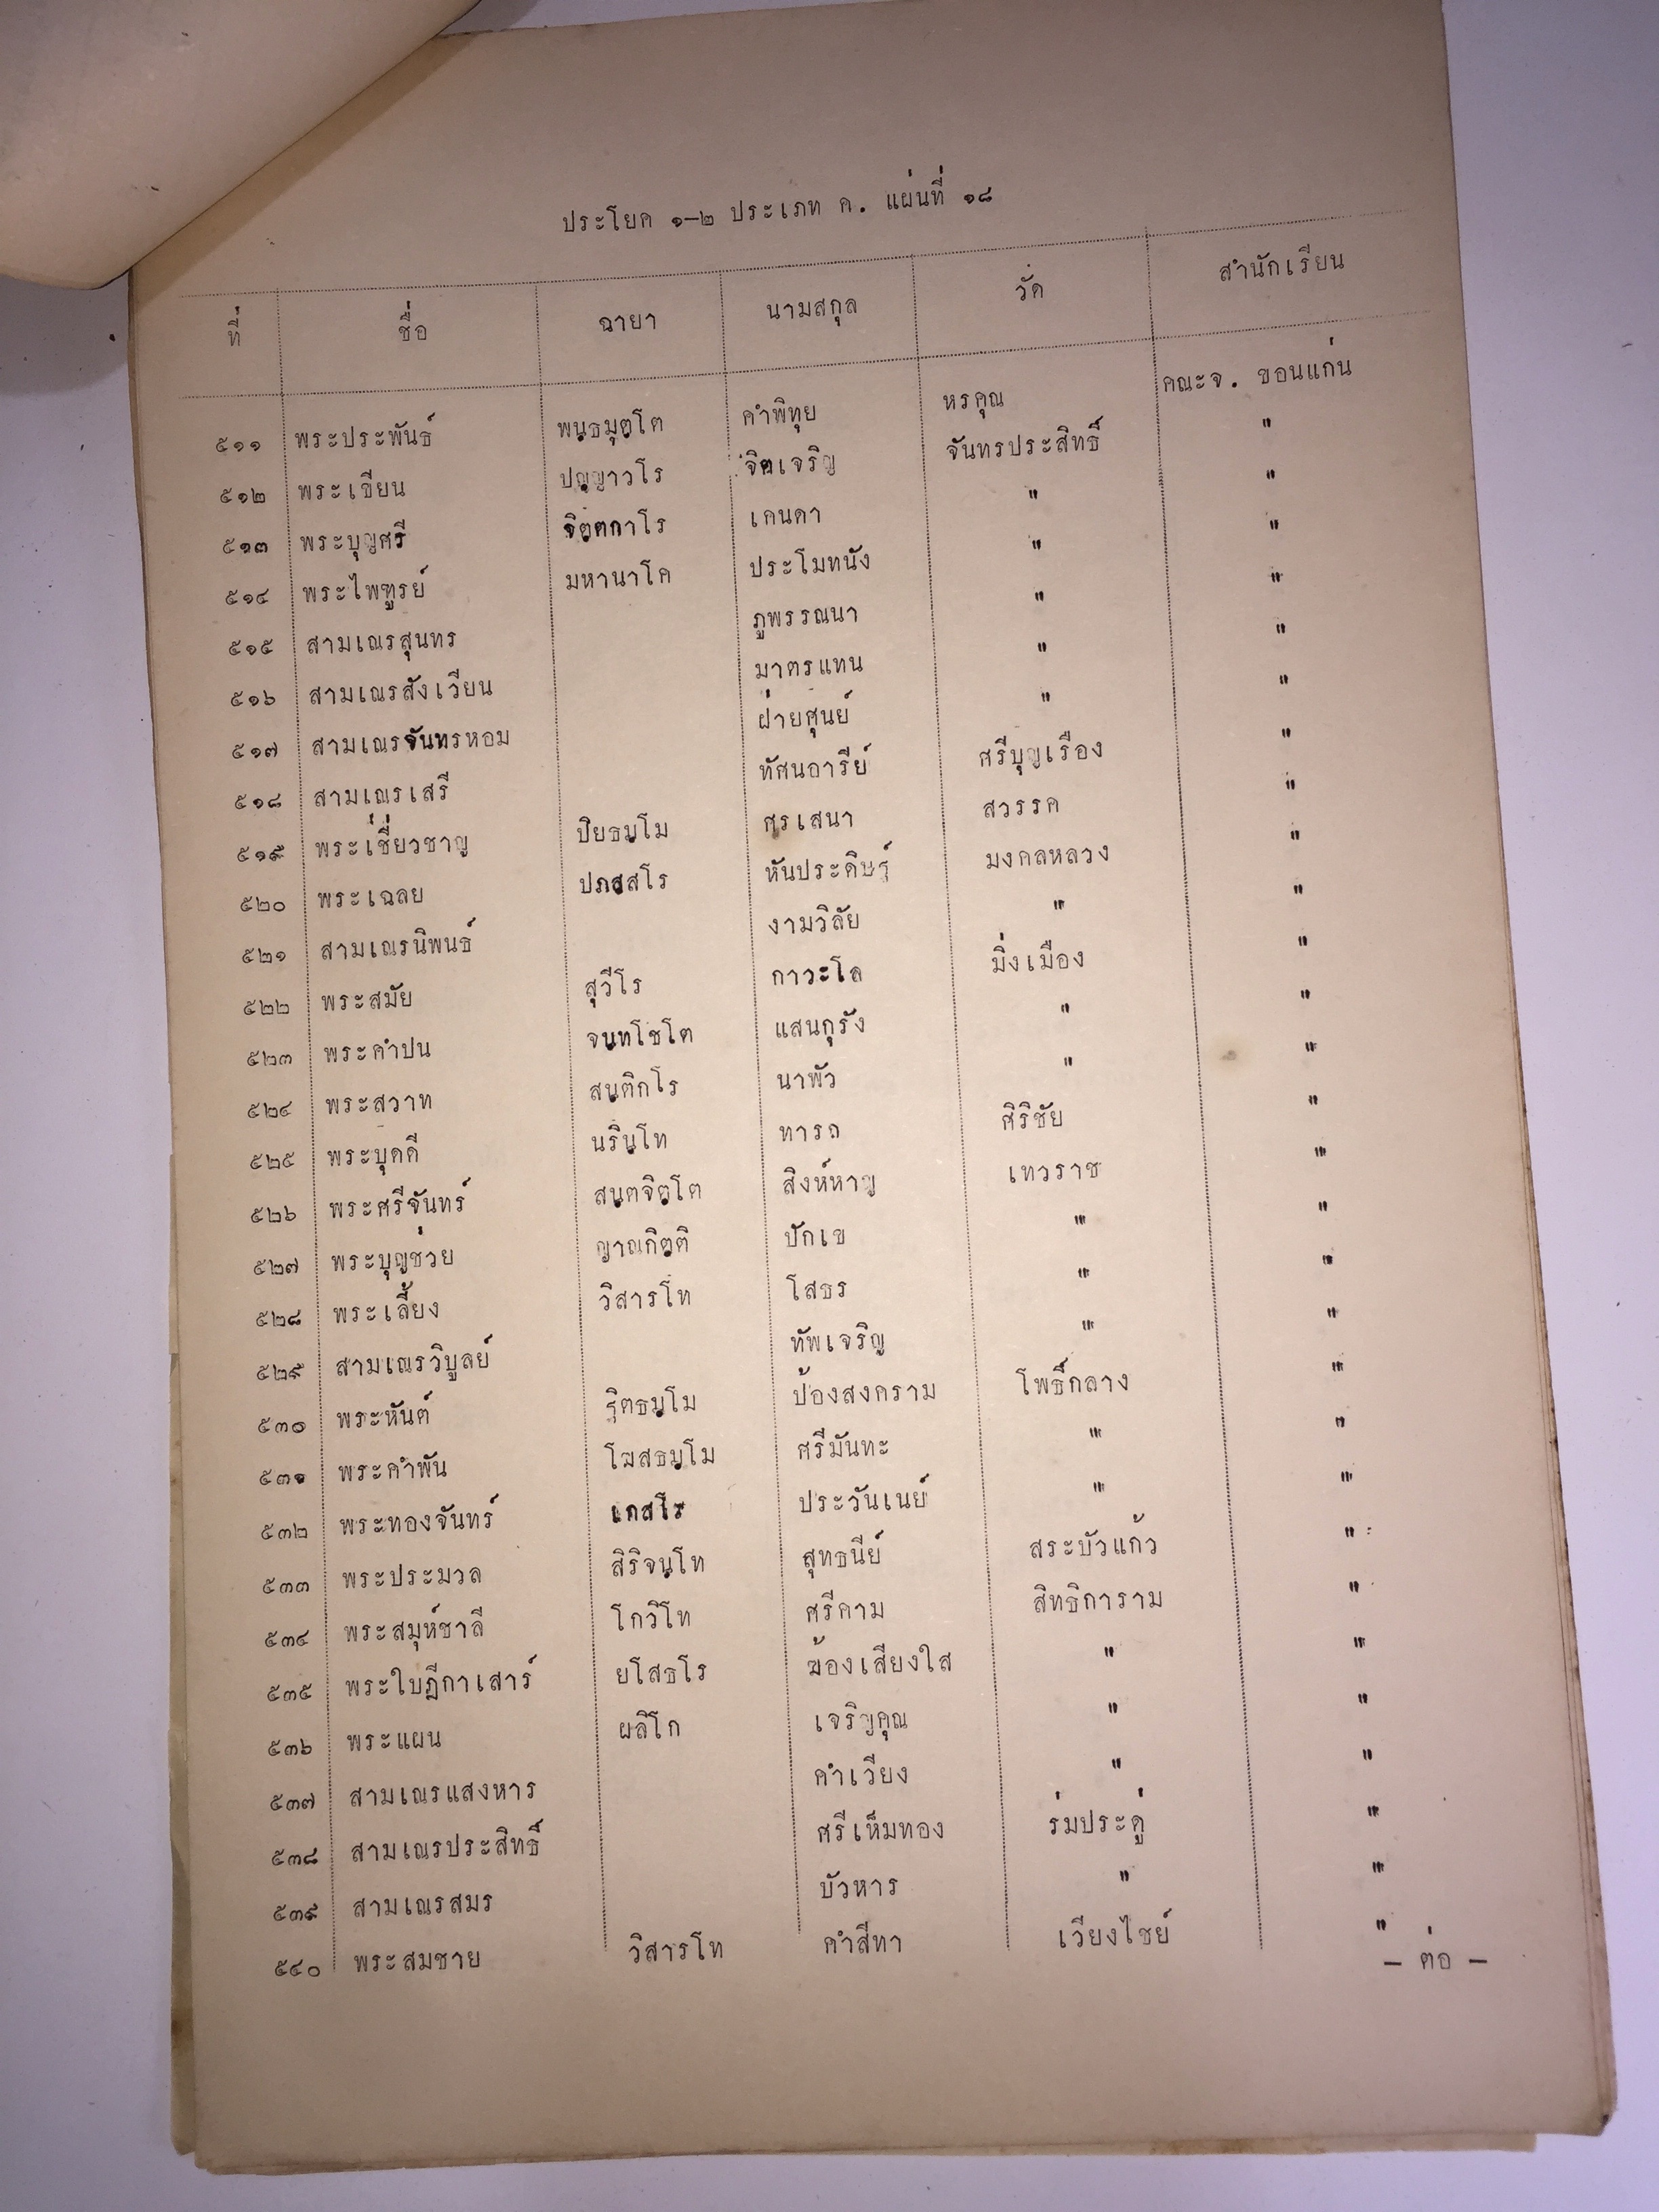 ประโยค ๑–๒ ประเภท ค. แผ่นที่ ๑๘
ที่ ชื่อ ฉายา นามสกุล วัด สำนักเรียน
๕๑๑ พระประพันธ์ พนฺธมุตฺโต คำพิทุย หรคุณ คณะจ. ขอนแก่น
๕๑๒ พระเขียน ปญฺญาวโร จิตเจริญ จันทรประสิทธิ์ "
๕๑๓ พระบุญศรี จิตฺตกาโร เคนดา " "
๕๑๔ พระไพฑูรย์ มหานาโค ประโมทนัง " "
๕๑๕ สามเณรสุนทร ภูพรรณนา " "
๕๑๖ สามเณรสังเวียน มาตรแทน " "
๕๑๗ สามเณรจันทรหอม ฝ่ายศูนย์ " "
๕๑๘ สามเณรเสรี ทัศนอารีย์ ศรีบุญเรือง "
๕๑๙ พระเชี่ยวชาญ ปิยธมฺโม ศรเสนา สวรรค "
๕๒๐ พระเฉลย ปภสฺสโร หันประดิษฐ์ มงคลหลวง "
๕๒๑ สามเณรนิพนธ์ งามวิลัย " "
๕๒๒ พระสมัย สุวีโร กาวะโล มิ่งเมือง "
๕๒๓ พระคำปน จนฺทโชโต แสนกุรัง " "
๕๒๔ พระสวาท สนฺติกโร นาพัว " "
๕๒๕ พระบุคดี นรินฺโท ทารถ ศิริชัย "
๕๒๖ พระศรีจันทร์ สนฺตจิตฺโต สิงห์หาญ เทวราช "
๕๒๗ พระบุญช่วย ญาณกิตฺติ ปักเข " "
๕๒๘ พระเลี้ยง วิสารโท โสธร " "
๕๒๙ สามเณรวิบูลย์ ทัพเจริญ " "
๕๓๐ พระหันต์ ฐิตธมฺโม ป้องสงคราม โพธิ์กลาง "
๕๓๑ พระคำพัน โฆสธมฺโม ศรีมันทะ " "
๕๓๒ พระทองจันทร์ เกสโร ประวันเนย์ " "
๕๓๓ พระประมวล สิริจนฺโท สุทธนีย์ สระบัวแก้ว "
๕๓๔ พระสมุห์ชาลี โกวิโท ศรีคาม สิทธิการาม "
๕๓๕ พระใบฎีกาเสาร์ ยโสธโร ฆ้องเสียงใส " "
๕๓๖ พระแผน ผลิโก เจริญคุณ " "
๕๓๗ สามเณรแสงหาร คำเวียง " "
๕๓๘ สามเณรประสิทธิ์ ศรีเห็มทอง ร่มประดู่ "
๕๓๙ สามเณรสมร บัวหาร " "
๕๔๐ พระสมชาย วิสารโท คำสีทา เวียงไชย์ "
– ต่อ –